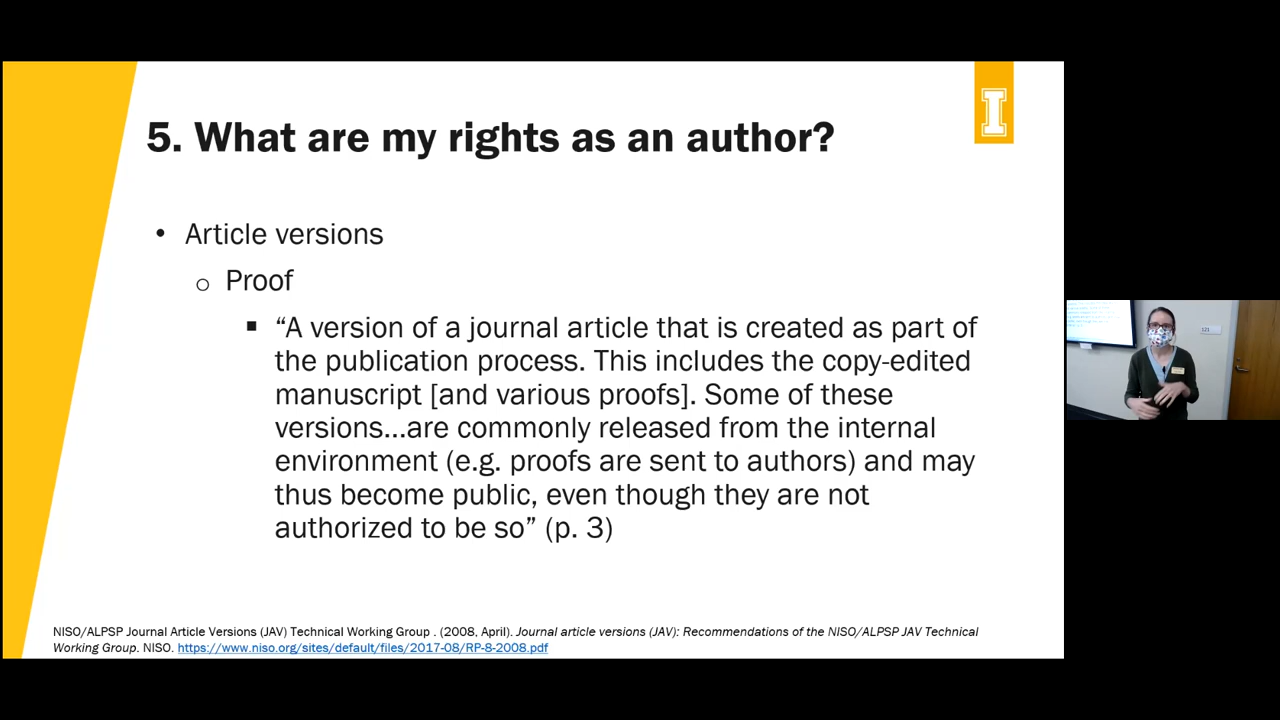 5. What are my rights as an author?
I
• Article versions
o Proof
▪ “A version of a journal article that is created as part of
the publication process. This includes the copy-edited
manuscript [and various proofs]. Some of these
versions...are commonly released from the internal
environment (e.g. proofs are sent to authors) and may
thus become public, even though they are not
authorized to be so” (p. 3)
NISO/ALPSP Journal Article Versions (JAV) Technical Working Group . (2008, April). Journal article versions (JAV): Recommendations of the NISO/ALPSP JAV Technical
Working Group. NISO. https://www.niso.org/sites/default/files/2017-08/RP-8-2008.pdf